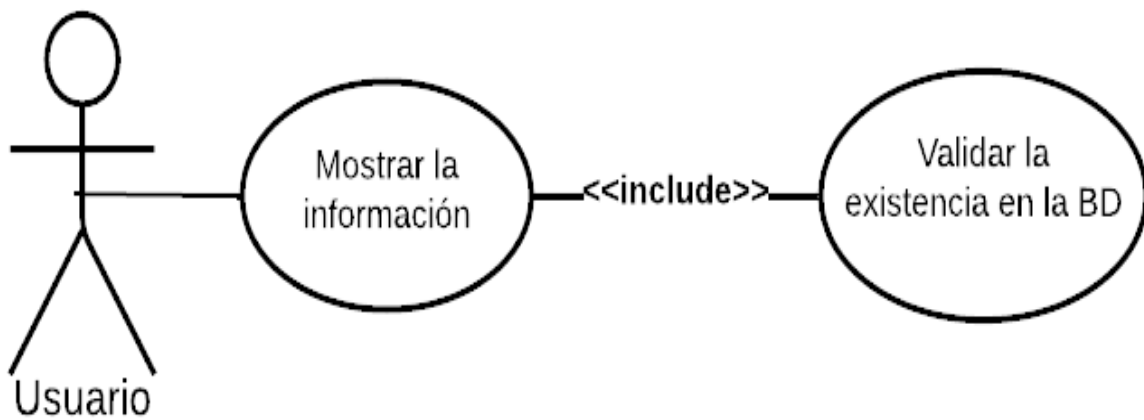 Mostrar la
información
<<include>>
Validar la
existencia en la BD
Usuario